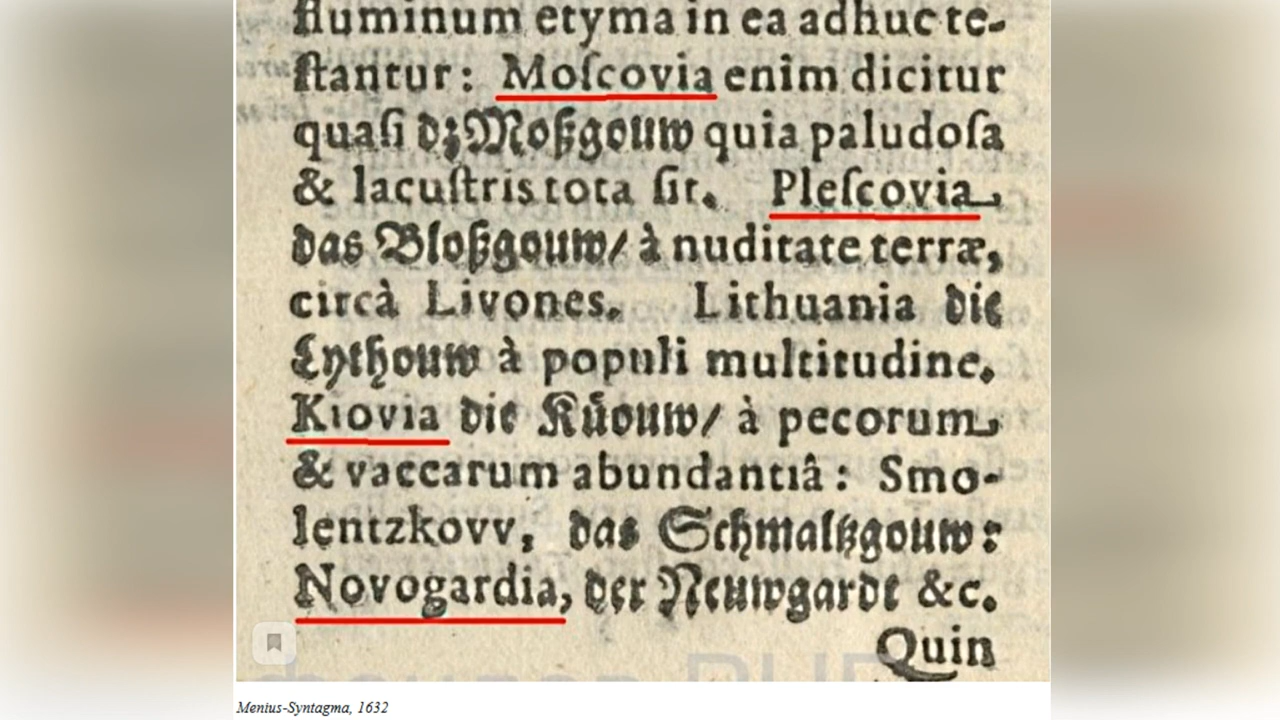 fluminum etyma in ea adhuc te-
ſtantur: Moſcovia enim dicitur
quaſi dz Moßgouw quia paludoſa
& lacuſtris tota ſit. Pleſcovia
das Bloßgouw/ à nuditate terræ,
circà Livones. Lithuania die
Lythouw à populi multitudine.
Kiovia die Kůouw/ à pecorum
& vaccarum abundantiâ: Smo-
lentzkovv, das Schmaltzgouw:
Novogardia, der Neuwgardt &c.
Quin
Menius-Syntagma, 1632